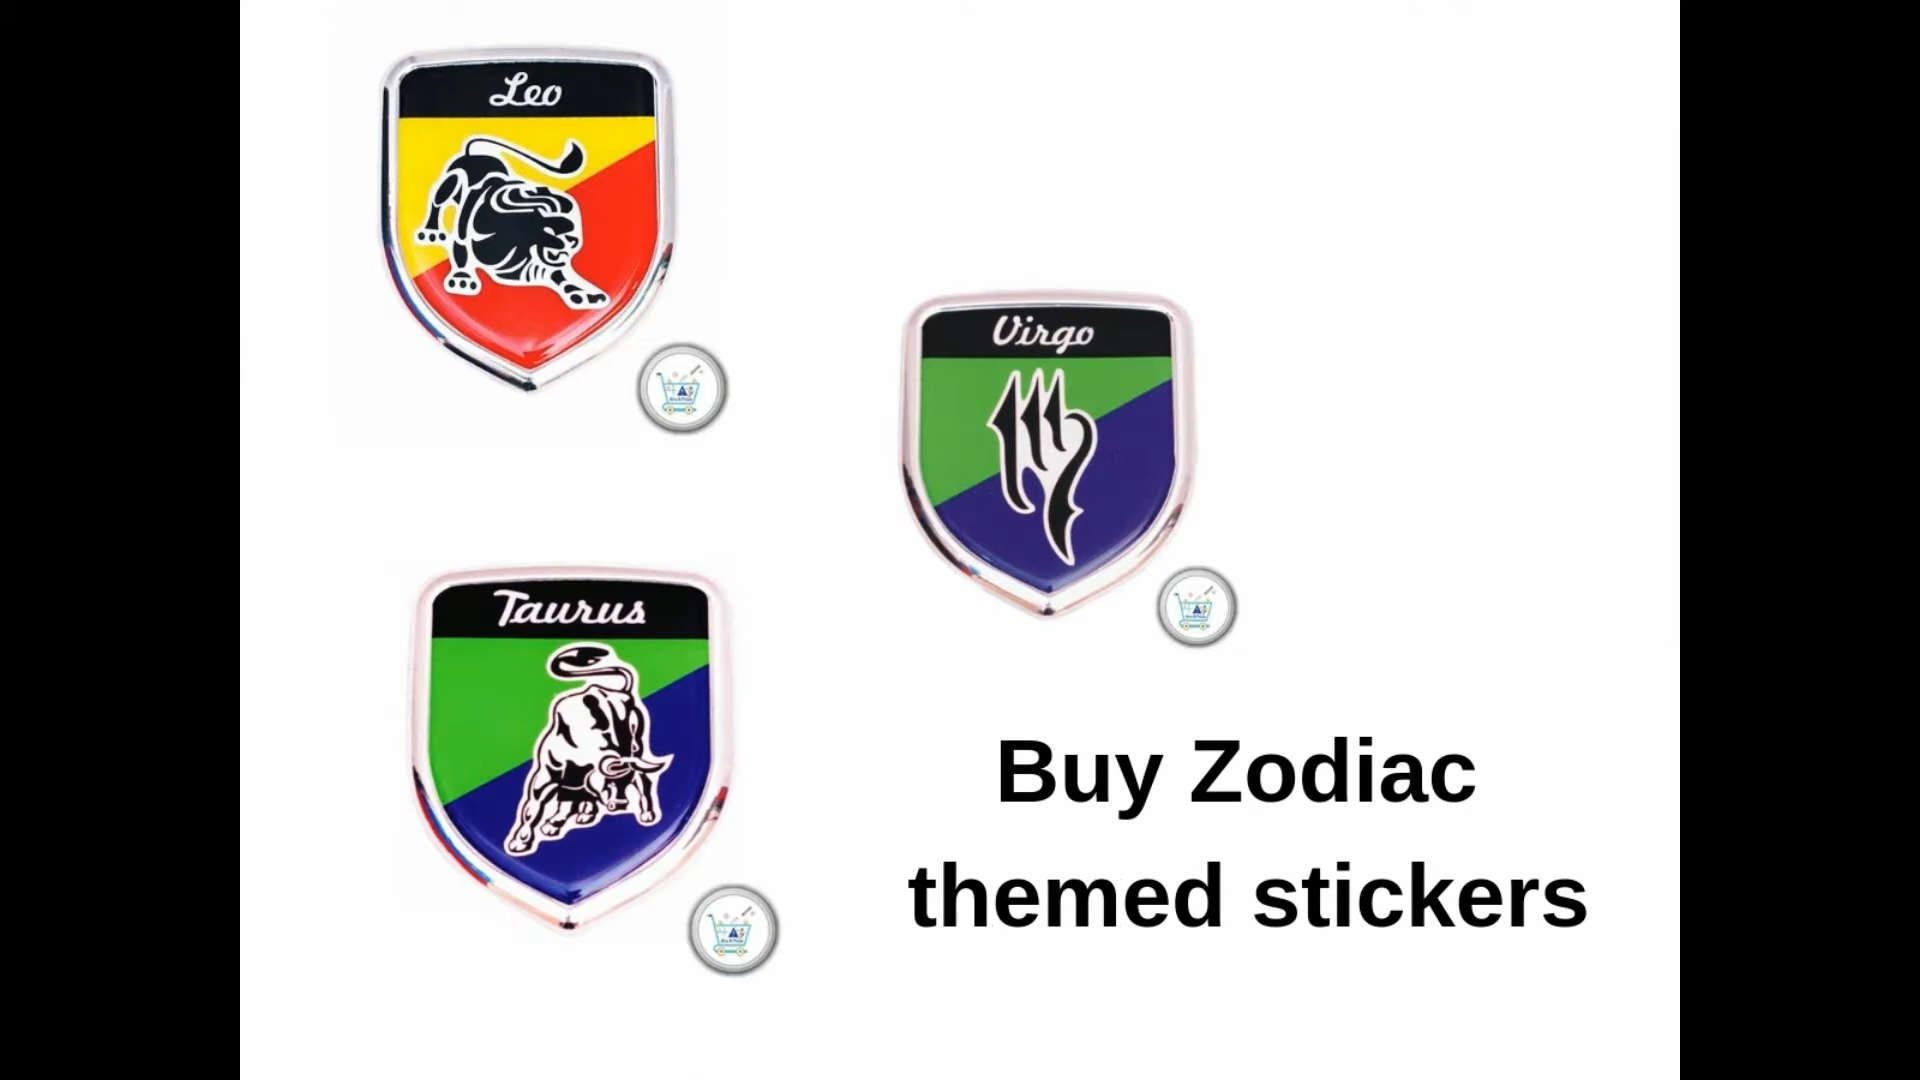 Leo
Virgo
Taurus
Buy Zodiac
themed stickers